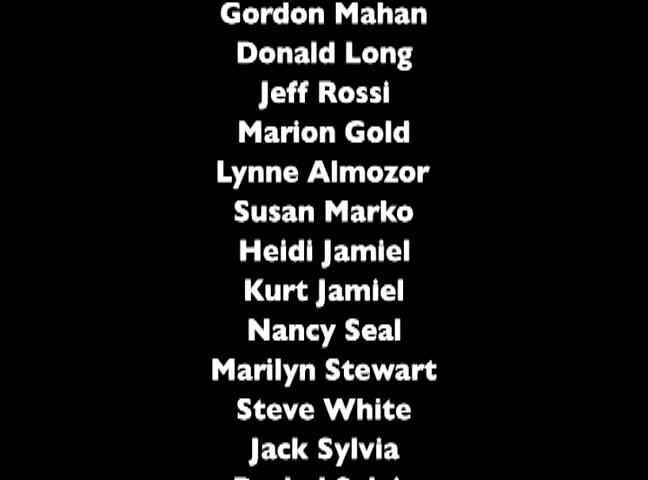 Gordon Mahan
Donald Long
Jeff Rossi
Marion Gold
Lynne Almozor
Susan Marko
Heidi Jamiel
Kurt Jamiel
Nancy Seal
Marilyn Stewart
Steve White
Jack Sylvia